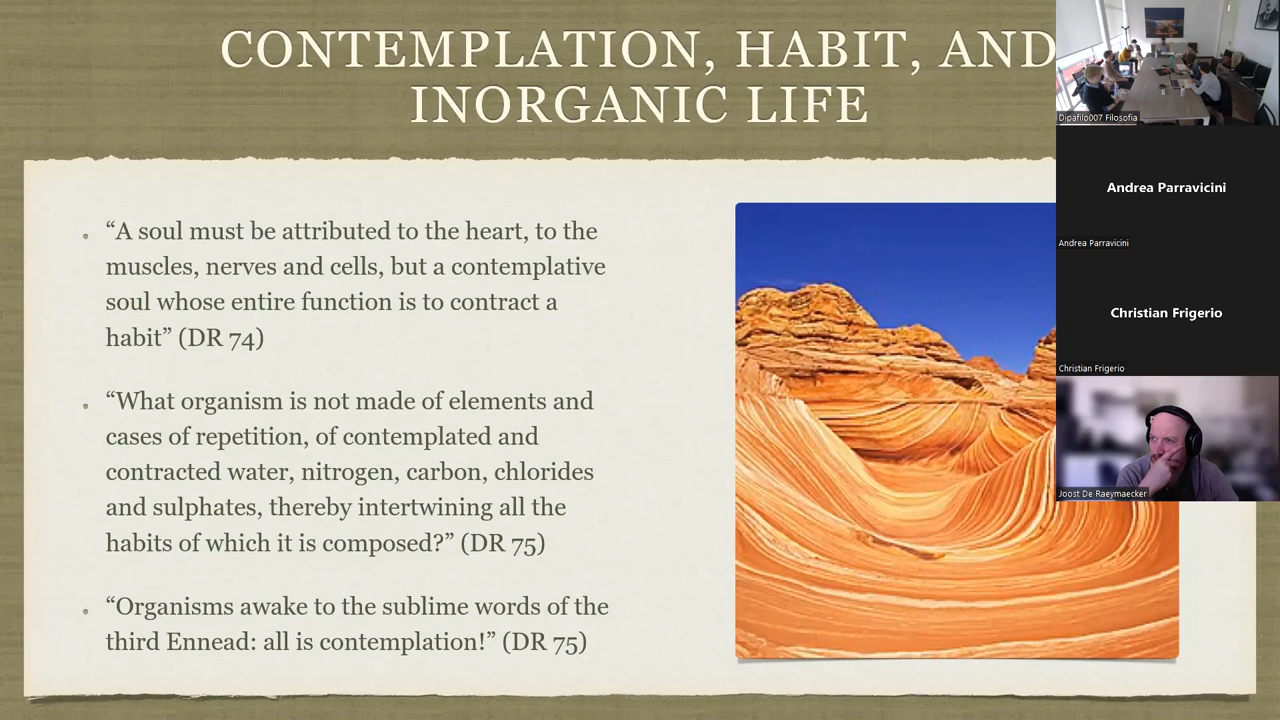 CONTEMPLATION, HABIT, AND
INORGANIC LIFE
“A soul must be attributed to the heart, to the
muscles, nerves and cells, but a contemplative
soul whose entire function is to contract a
habit” (DR 74)
“What organism is not made of elements and
cases of repetition, of contemplated and
contracted water, nitrogen, carbon, chlorides
and sulphates, thereby intertwining all the
habits of which it is composed?” (DR 75)
“Organisms awake to the sublime words of the
third Ennead: all is contemplation!” (DR 75)
Dipafilo007 Filosofia
Andrea Parravicini
Andrea Parravicini
Christian Frigerio
Christian Frigerio
Joost De Raeymaecker